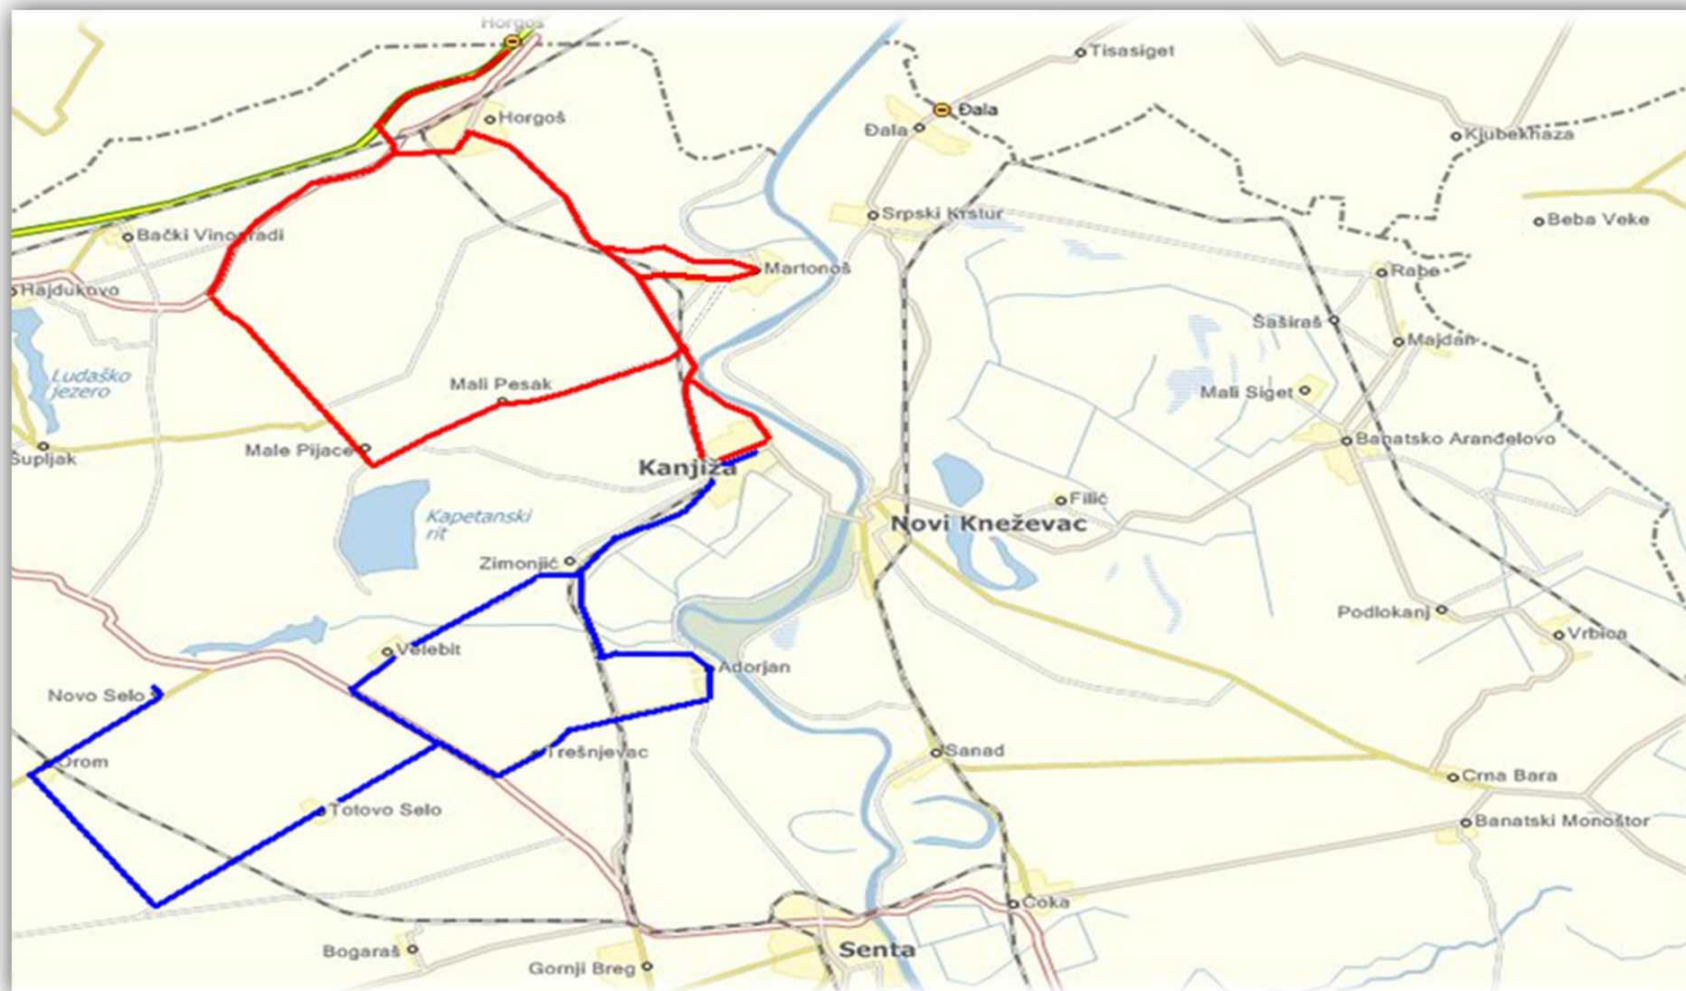 Horgoš
Tisasiget
Đala
Horgoš
Đala
Kjubekhaza
Srpski Krstur
Beba Veke
Bački Vinogradi
Martonoš
Rabe
Hajdukovo
Šaširaš
Majdan
Ludaško
jezero
Mali Pesak
Mali Siget
Banatsko Aranđelovo
Šupljak
Male Pijace
Kanjiža
Filić
Kapetanski
rit
Novi Kneževac
Zimonjić
Podlokanj
Vrbica
Velebit
Adorjan
Novo Selo
Trešnjevac
Sanad
Orom
Crna Bara
Totovo Selo
Banatski Monoštor
Čoka
Bogaraš
Senta
Gornji Breg